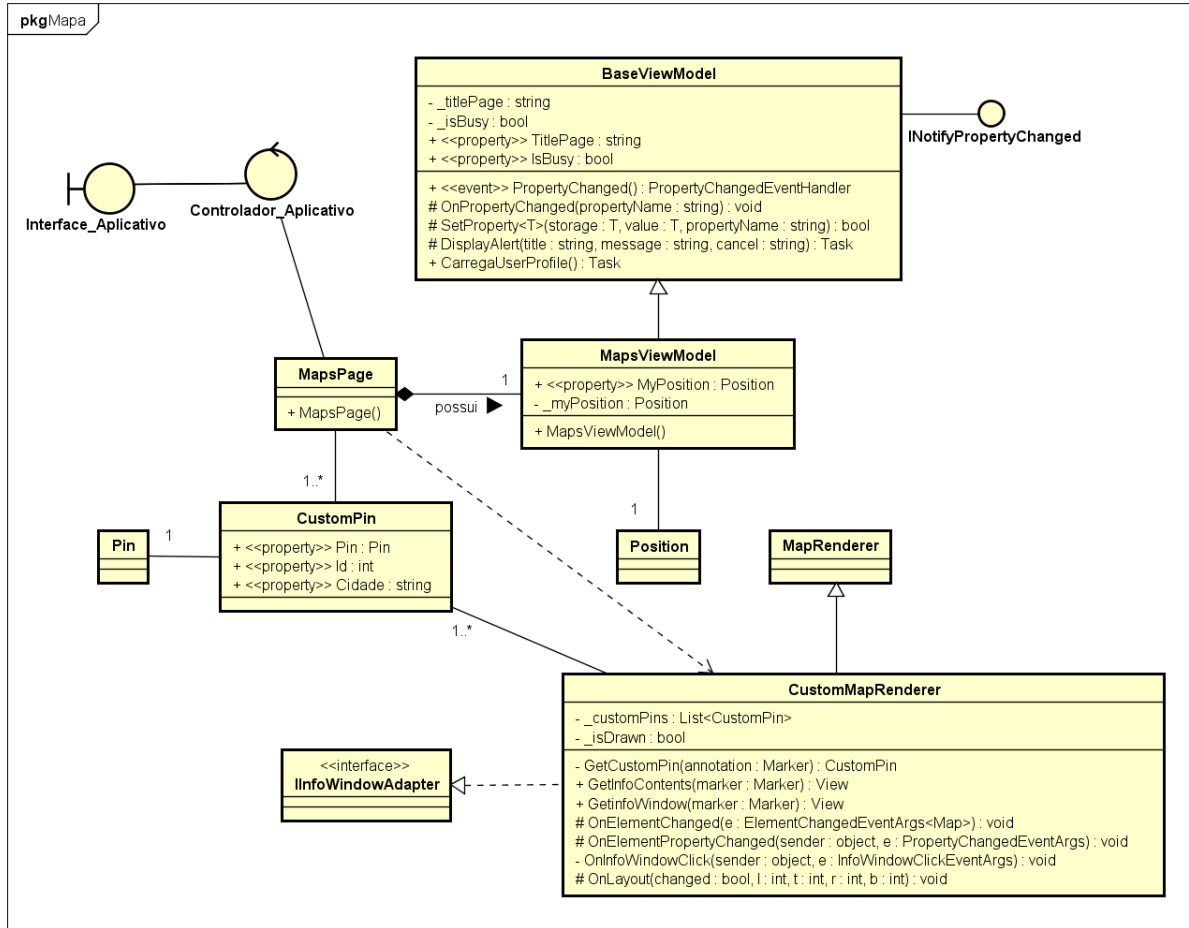 pkg Mapa
BaseViewModel
- _titlePage : string
- _isBusy : bool
+ <<property>> TitlePage : string
+ <<property>> IsBusy : bool
+ <<event>> PropertyChanged() : PropertyChangedEventHandler
# OnPropertyChanged(propertyName : string) : void
# SetProperty<T>(storage : T, value : T, propertyName : string) : bool
# DisplayAlert(title : string, message : string, cancel : string) : Task
+ CarregaUserProfile() : Task
INotifyPropertyChanged
Interface_Aplicativo
Controlador_Aplicativo
MapsPage
+ MapsPage()
1
possui
MapsViewModel
+ <<property>> MyPosition : Position
- _myPosition : Position
+ MapsViewModel()
1..*
1
CustomPin
+ <<property>> Pin : Pin
+ <<property>> Id : int
+ <<property>> Cidade : string
Pin
1
Position
MapRenderer
1..*
CustomMapRenderer
- _customPins : List<CustomPin>
- _isDrawn : bool
- GetCustomPin(annotation : Marker) : CustomPin
+ GetInfoContents(marker : Marker) : View
+ GetinfoWindow(marker : Marker) : View
# OnElementChanged(e : ElementChangedEventArgs<Map>) : void
# OnElementPropertyChanged(sender : object, e : PropertyChangedEventArgs) : void
- OnInfoWindowClick(sender : object, e : InfoWindowClickEventArgs) : void
# OnLayout(changed : bool, l : int, t : int, r : int, b : int) : void
<<interface>>
IInfoWindowAdapter